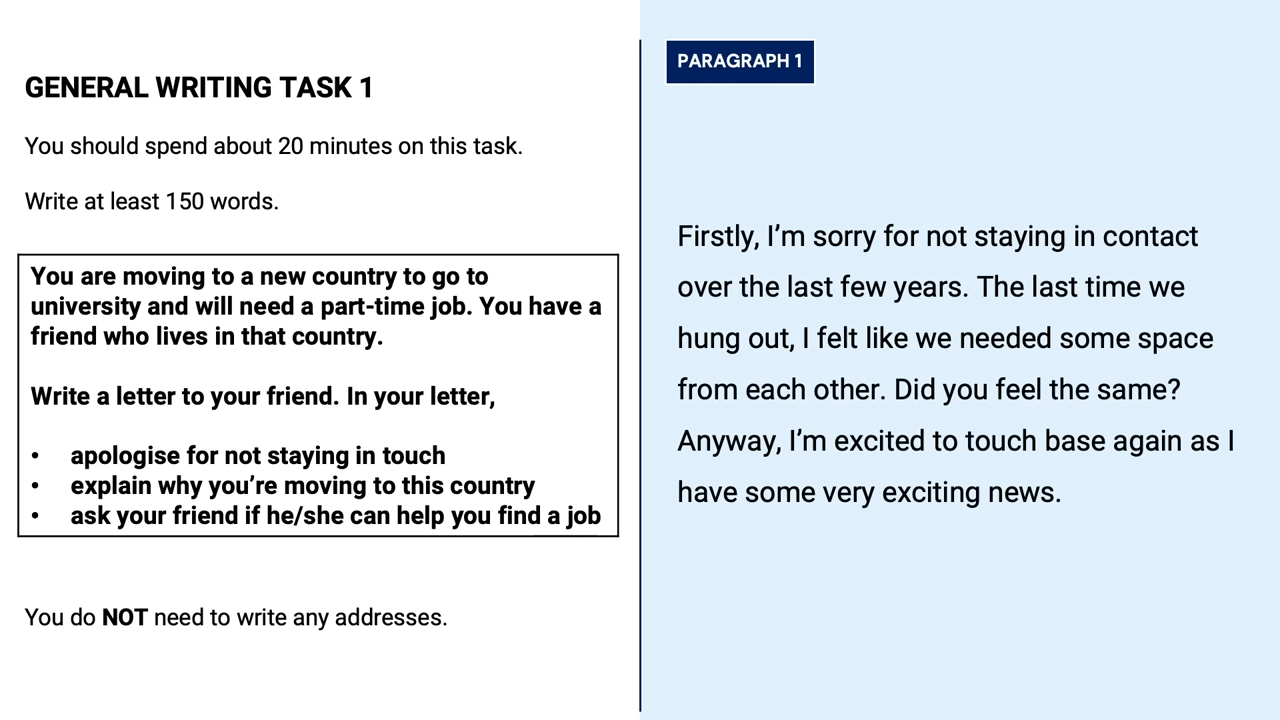 GENERAL WRITING TASK 1
You should spend about 20 minutes on this task.
Write at least 150 words.
You are moving to a new country to go to
university and will need a part-time job. You have a
friend who lives in that country.
Write a letter to your friend. In your letter,
• apologise for not staying in touch
• explain why you’re moving to this country
• ask your friend if he/she can help you find a job
You do NOT need to write any addresses.
PARAGRAPH 1
Firstly, I’m sorry for not staying in contact
over the last few years. The last time we
hung out, I felt like we needed some space
from each other. Did you feel the same?
Anyway, I’m excited to touch base again as I
have some very exciting news.